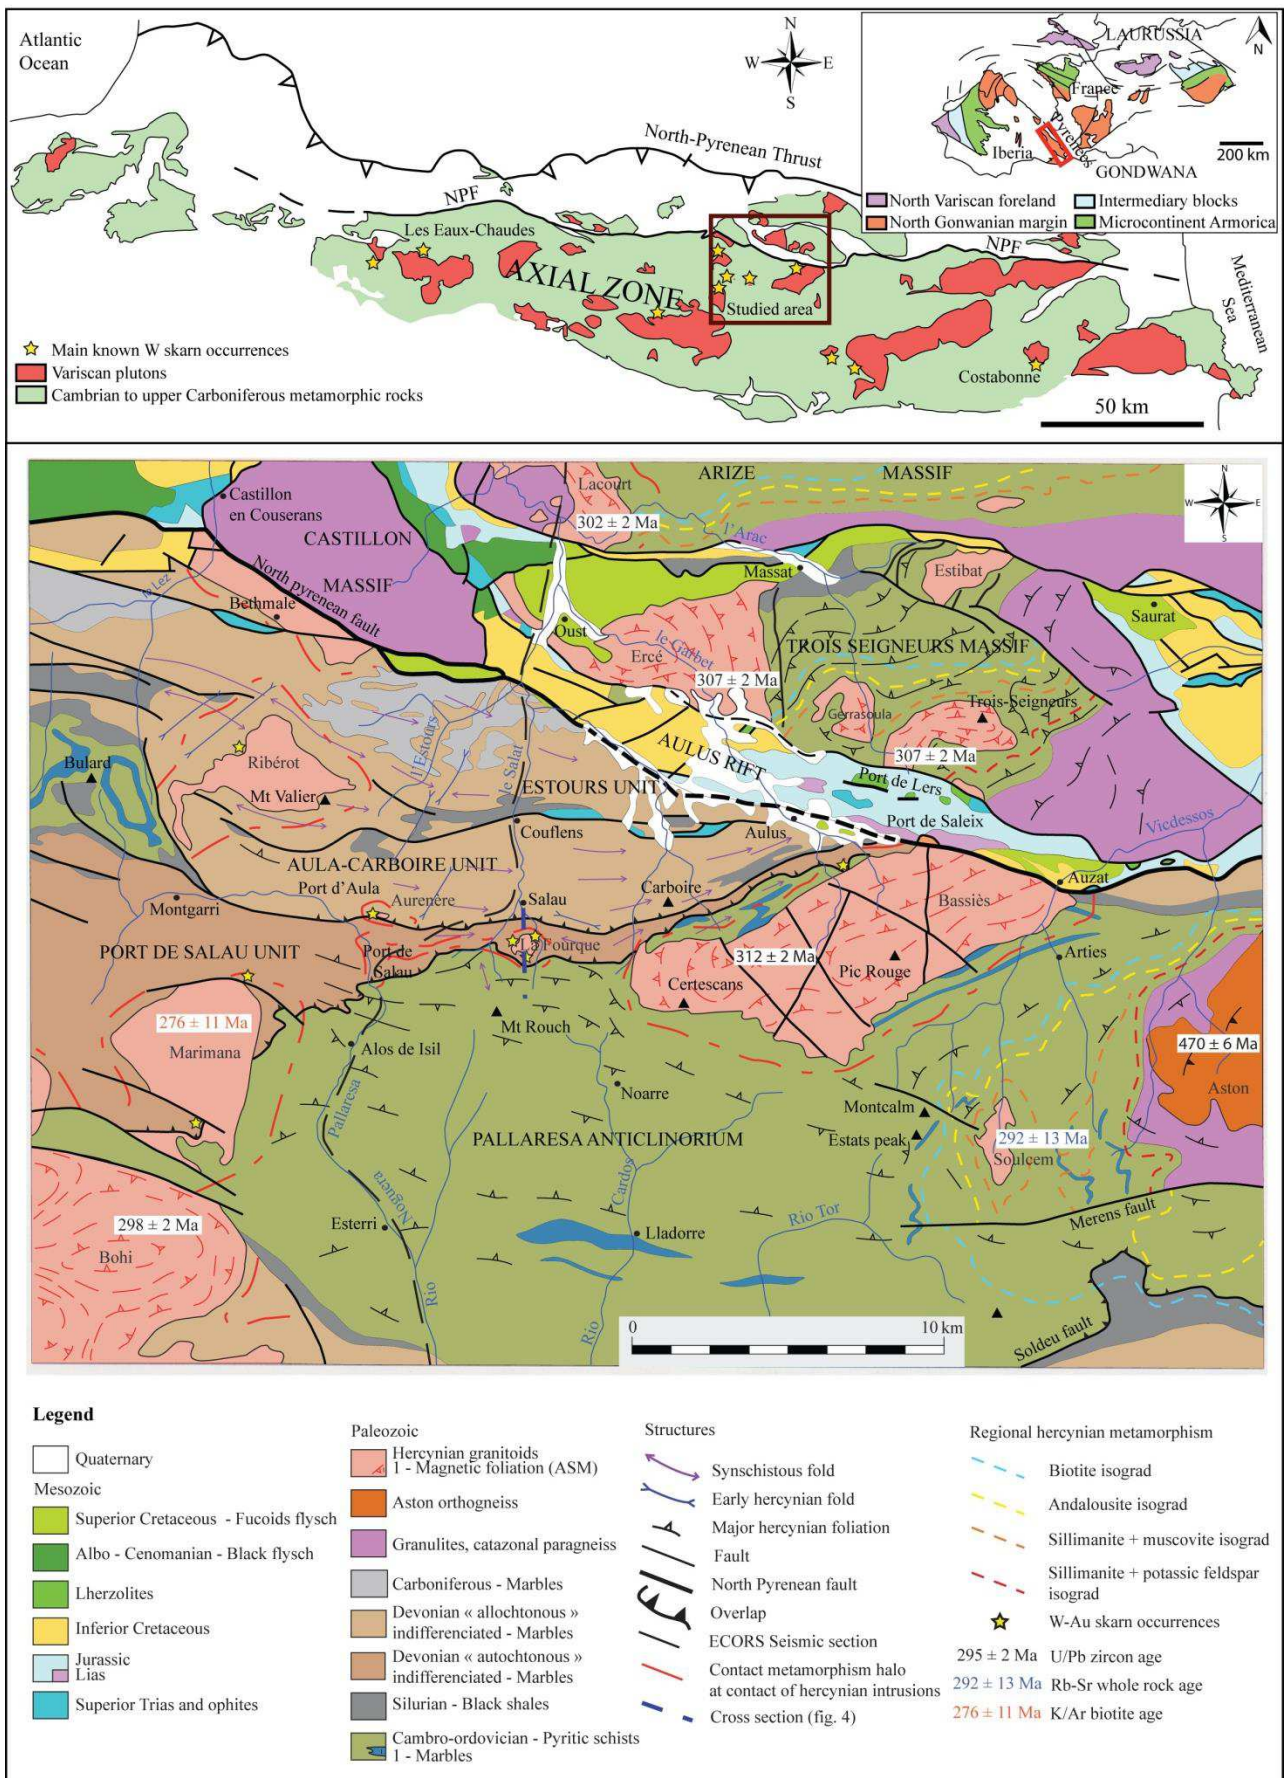 Atlantic
Ocean
N
W
E
S
North-Pyrenean Thrust
NPF
Les Eaux-Chaudes
AXIAL ZONE
Studied area
NPF
Mediterranean
Sea
Costabonne
50 km
Main known W skarn occurrences
Variscan plutons
Cambrian to upper Carboniferous metamorphic rocks
LAURUSSIA
N
France
Iberia
Pyrenees
GONDWANA
200 km
North Variscan foreland
Intermediary blocks
North Gonwanian margin
Microcontinent Armorica
ARIZE MASSIF
N
W
E
S
Lacourt
302 ± 2 Ma
l'Arac
Castillon
en Couserans
CASTILLON
MASSIF
North pyrenean fault
le Lez
Bethmale
Massat
Estibat
Saurat
Oust
le Garbet
Ercé
TROIS SEIGNEURS MASSIF
307 ± 2 Ma
Gerrasoula
Trois-Seigneurs
307 ± 2 Ma
AULUS RIFT
Port de Lers
Port de Saleix
Vicdessos
Bulard
Ribérot
Mt Valier
l'Estours
le Salat
ESTOURS UNIT
Couflens
Aulus
AULA-CARBOIRE UNIT
Port d'Aula
Aurenère
Salau
Carboire
Bassiès
Auzat
Montgarri
PORT DE SALAU UNIT
Port de
Salau
La Fourque
312 ± 2 Ma
Pic Rouge
Arties
Certescans
276 ± 11 Ma
Marimana
Mt Rouch
Alos de Isil
470 ± 6 Ma
Aston
Noarre
Montcalm
Estats peak
292 ± 13 Ma
Soulcem
PALLARESA ANTICLINORIUM
Pallaresa
Noguera
Rio
Cardos
Rio
Rio Tor
Merens fault
298 ± 2 Ma
Bohi
Esterri
Lladorre
Soldeu fault
0
10 km
Legend
Quaternary
Mesozoic
Superior Cretaceous - Fucoids flysch
Albo - Cenomanian - Black flysch
Lherzolites
Inferior Cretaceous
Jurassic
Lias
Superior Trias and ophites
Paleozoic
Hercynian granitoids
1 - Magnetic foliation (ASM)
Aston orthogneiss
Granulites, catazonal paragneiss
Carboniferous - Marbles
Devonian « allochtonous »
indifferenciated - Marbles
Devonian « autochtonous »
indifferenciated - Marbles
Silurian - Black shales
Cambro-ordovician - Pyritic schists
1 - Marbles
Structures
Synschistous fold
Early hercynian fold
Major hercynian foliation
Fault
North Pyrenean fault
Overlap
ECORS Seismic section
Contact metamorphism halo
at contact of hercynian intrusions
Cross section (fig. 4)
Regional hercynian metamorphism
Biotite isograd
Andalousite isograd
Sillimanite + muscovite isograd
Sillimanite + potassic feldspar
isograd
W-Au skarn occurrences
295 ± 2 Ma U/Pb zircon age
292 ± 13 Ma Rb-Sr whole rock age
276 ± 11 Ma K/Ar biotite age